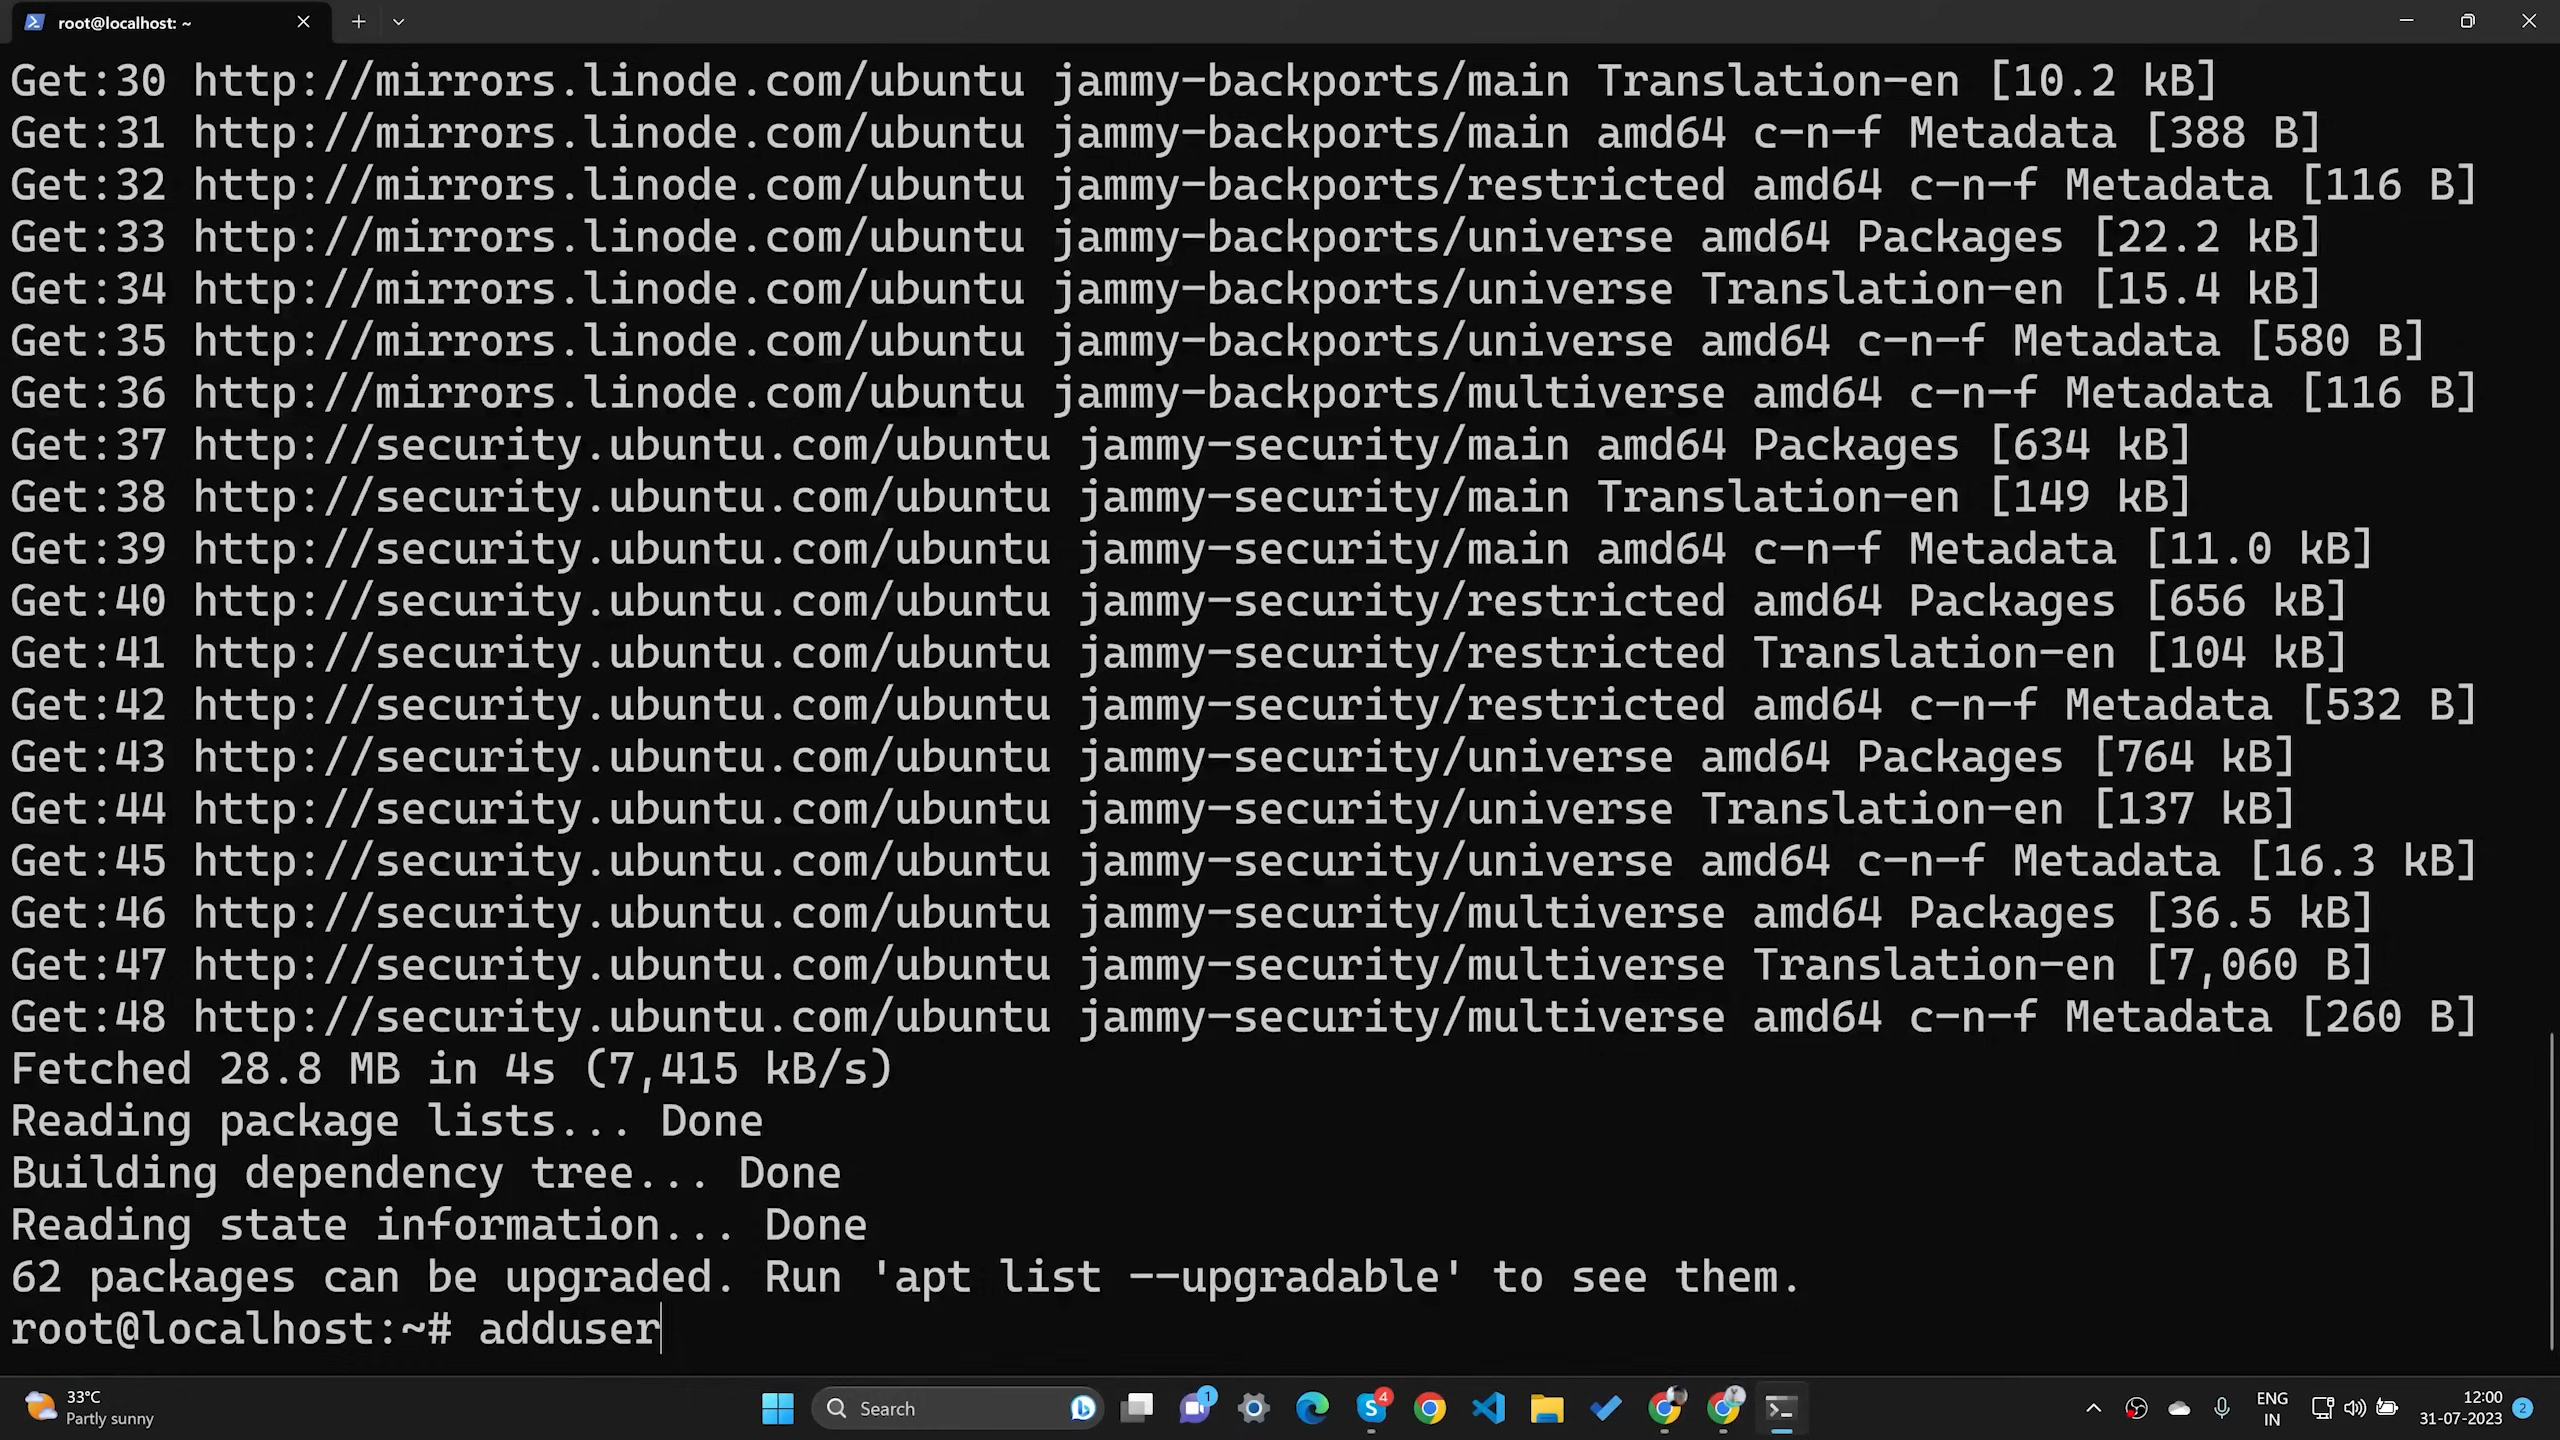 root@localhost: ~
Get:30 http://mirrors.linode.com/ubuntu jammy-backports/main Translation-en [10.2 kB]
Get:31 http://mirrors.linode.com/ubuntu jammy-backports/main amd64 c-n-f Metadata [388 B]
Get:32 http://mirrors.linode.com/ubuntu jammy-backports/restricted amd64 c-n-f Metadata [116 B]
Get:33 http://mirrors.linode.com/ubuntu jammy-backports/universe amd64 Packages [22.2 kB]
Get:34 http://mirrors.linode.com/ubuntu jammy-backports/universe Translation-en [15.4 kB]
Get:35 http://mirrors.linode.com/ubuntu jammy-backports/universe amd64 c-n-f Metadata [580 B]
Get:36 http://mirrors.linode.com/ubuntu jammy-backports/multiverse amd64 c-n-f Metadata [116 B]
Get:37 http://security.ubuntu.com/ubuntu jammy-security/main amd64 Packages [634 kB]
Get:38 http://security.ubuntu.com/ubuntu jammy-security/main Translation-en [149 kB]
Get:39 http://security.ubuntu.com/ubuntu jammy-security/main amd64 c-n-f Metadata [11.0 kB]
Get:40 http://security.ubuntu.com/ubuntu jammy-security/restricted amd64 Packages [656 kB]
Get:41 http://security.ubuntu.com/ubuntu jammy-security/restricted Translation-en [104 kB]
Get:42 http://security.ubuntu.com/ubuntu jammy-security/restricted amd64 c-n-f Metadata [532 B]
Get:43 http://security.ubuntu.com/ubuntu jammy-security/universe amd64 Packages [764 kB]
Get:44 http://security.ubuntu.com/ubuntu jammy-security/universe Translation-en [137 kB]
Get:45 http://security.ubuntu.com/ubuntu jammy-security/universe amd64 c-n-f Metadata [16.3 kB]
Get:46 http://security.ubuntu.com/ubuntu jammy-security/multiverse amd64 Packages [36.5 kB]
Get:47 http://security.ubuntu.com/ubuntu jammy-security/multiverse Translation-en [7,060 B]
Get:48 http://security.ubuntu.com/ubuntu jammy-security/multiverse amd64 c-n-f Metadata [260 B]
Fetched 28.8 MB in 4s (7,415 kB/s)
Reading package lists... Done
Building dependency tree... Done
Reading state information... Done
62 packages can be upgraded. Run 'apt list --upgradable' to see them.
root@localhost:~# adduser
33°C
Partly sunny
Search
1
4
ENG
IN
12:00
31-07-2023
2